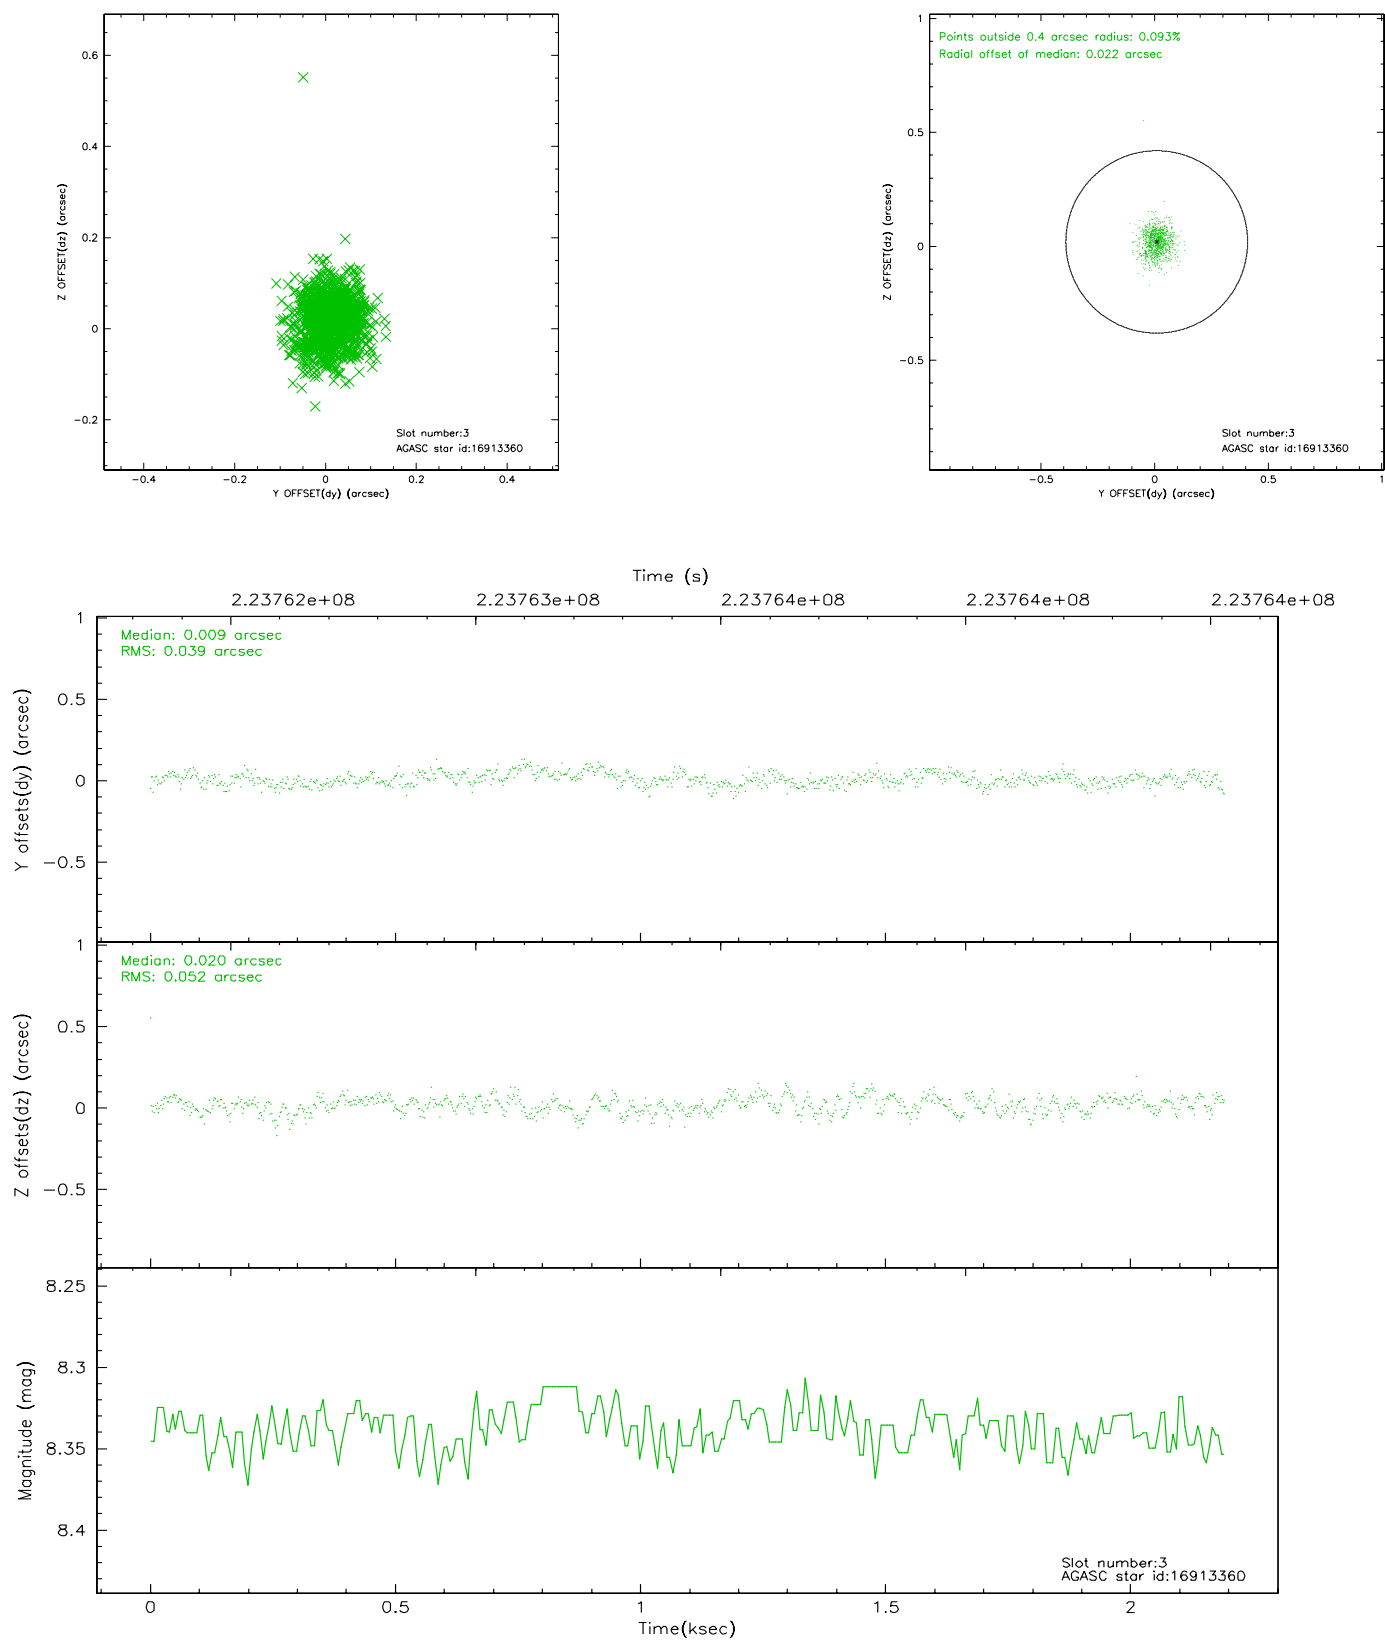 0.6
0.4
0.2
0
−0.2
Z OFFSET(dz) (arcsec)
−0.4 −0.2 0 0.2 0.4
Y OFFSET(dy) (arcsec)
Slot number:3
AGASC star id:16913360
Points outside 0.4 arcsec radius: 0.093%
Radial offset of median: 0.022 arcsec
1
0.5
0
−0.5
Z OFFSET(dz) (arcsec)
−0.5 0 0.5 1
Y OFFSET(dy) (arcsec)
Slot number:3
AGASC star id:16913360
Time (s)
2.23762e+08 2.23763e+08 2.23764e+08 2.23764e+08 2.23764e+08
Median: 0.009 arcsec
RMS: 0.039 arcsec
1
0.5
0
−0.5
Y offsets(dy) (arcsec)
Median: 0.020 arcsec
RMS: 0.052 arcsec
1
0.5
0
−0.5
Z offsets(dz) (arcsec)
8.25
8.3
8.35
8.4
Magnitude (mag)
Slot number:3
AGASC star id:16913360
0 0.5 1 1.5 2
Time(ksec)